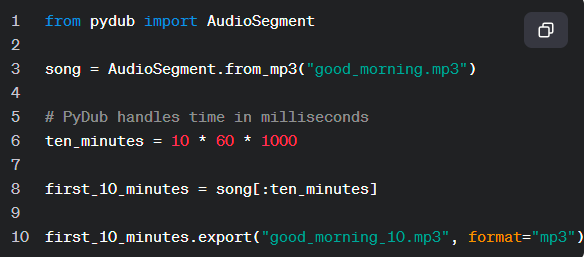 1 from pydub import AudioSegment
2
3 song = AudioSegment.from_mp3("good_morning.mp3")
4
5 # PyDub handles time in milliseconds
6 ten_minutes = 10 * 60 * 1000
7
8 first_10_minutes = song[:ten_minutes]
9
10 first_10_minutes.export("good_morning_10.mp3", format="mp3")